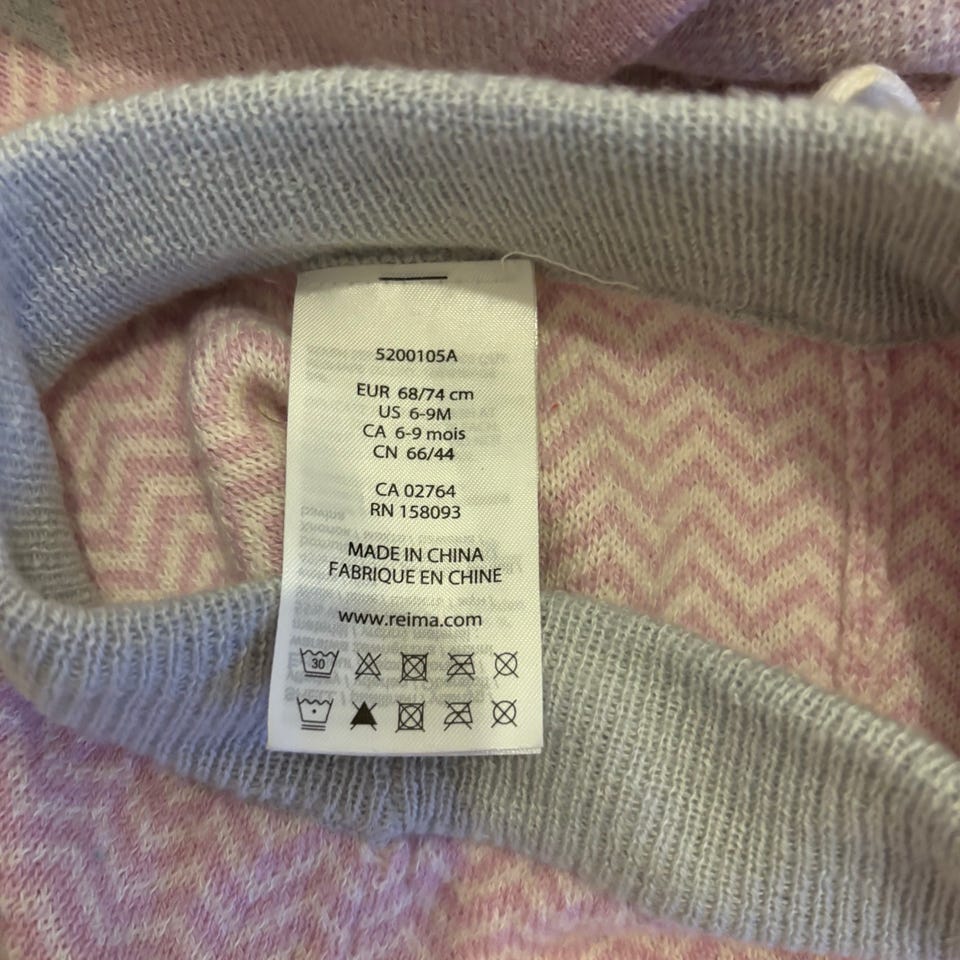 5200105A
EUR 68/74 cm
US 6-9M
CA 6-9 mois
CN 66/44
CA 02764
RN 158093
MADE IN CHINA
FABRIQUE EN CHINE
www.reima.com
30